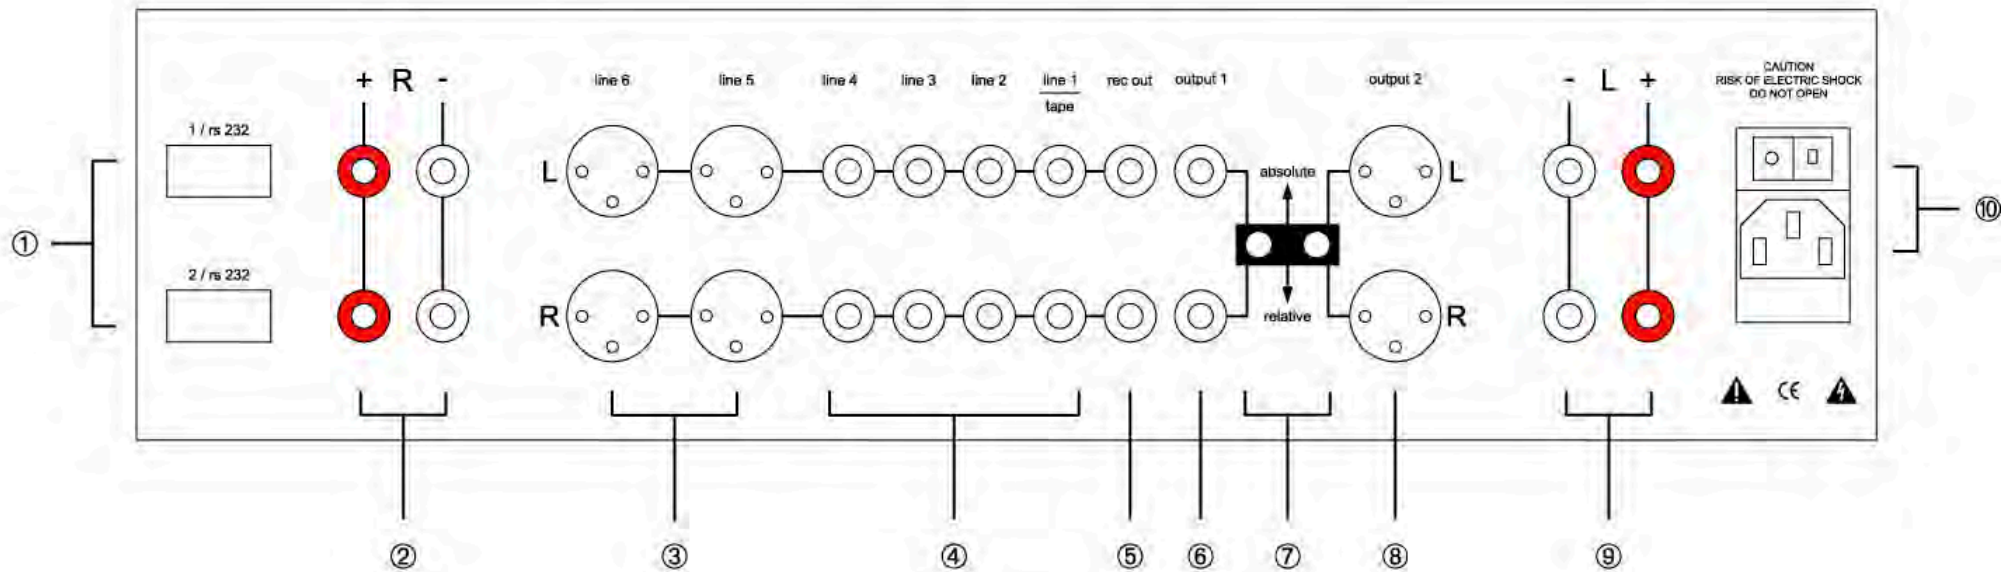 + R -
line 6
line 5
line 4
line 3
line 2
line 1
tape
rec out
output 1
output 2
- L +
CAUTION
RISK OF ELECTRIC SHOCK
DO NOT OPEN
1 / rs 232
L
absolute
L
①
⑩
2 / rs 232
R
relative
R
CE
②
③
④
⑤
⑥
⑦
⑧
⑨